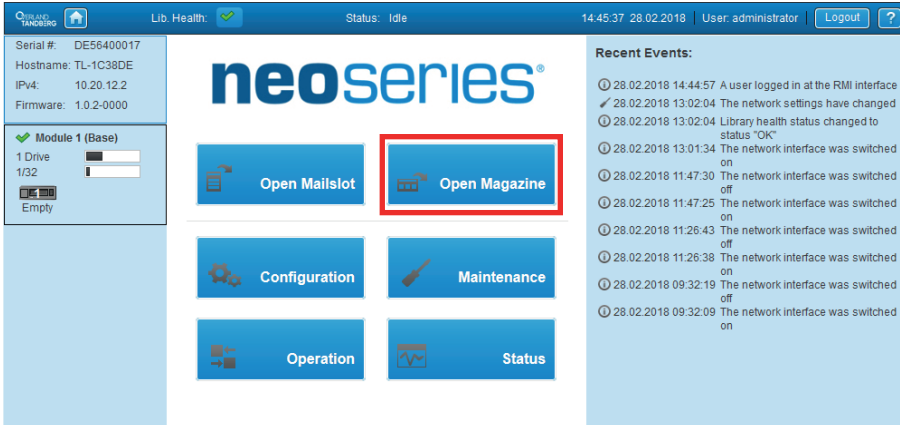 OVERLAND
TANDBERG
Lib. Health:
Status: Idle
14:45:37 28.02.2018
User: administrator
Logout
?
Serial #: DE56400017
Hostname: TL-1C38DE
IPv4: 10.20.12.2
Firmware: 1.0.2-0000
Module 1 (Base)
1 Drive
1/32
1
Empty
neoseries®
Open Mailslot
Open Magazine
Configuration
Maintenance
Operation
Status
Recent Events:
28.02.2018 14:44:57 A user logged in at the RMI interface
28.02.2018 13:02:04 The network settings have changed
28.02.2018 13:02:04 Library health status changed to
status "OK"
28.02.2018 13:01:34 The network interface was switched
on
28.02.2018 11:47:30 The network interface was switched
off
28.02.2018 11:47:25 The network interface was switched
on
28.02.2018 11:26:43 The network interface was switched
off
28.02.2018 11:26:38 The network interface was switched
on
28.02.2018 09:32:19 The network interface was switched
off
28.02.2018 09:32:09 The network interface was switched
on